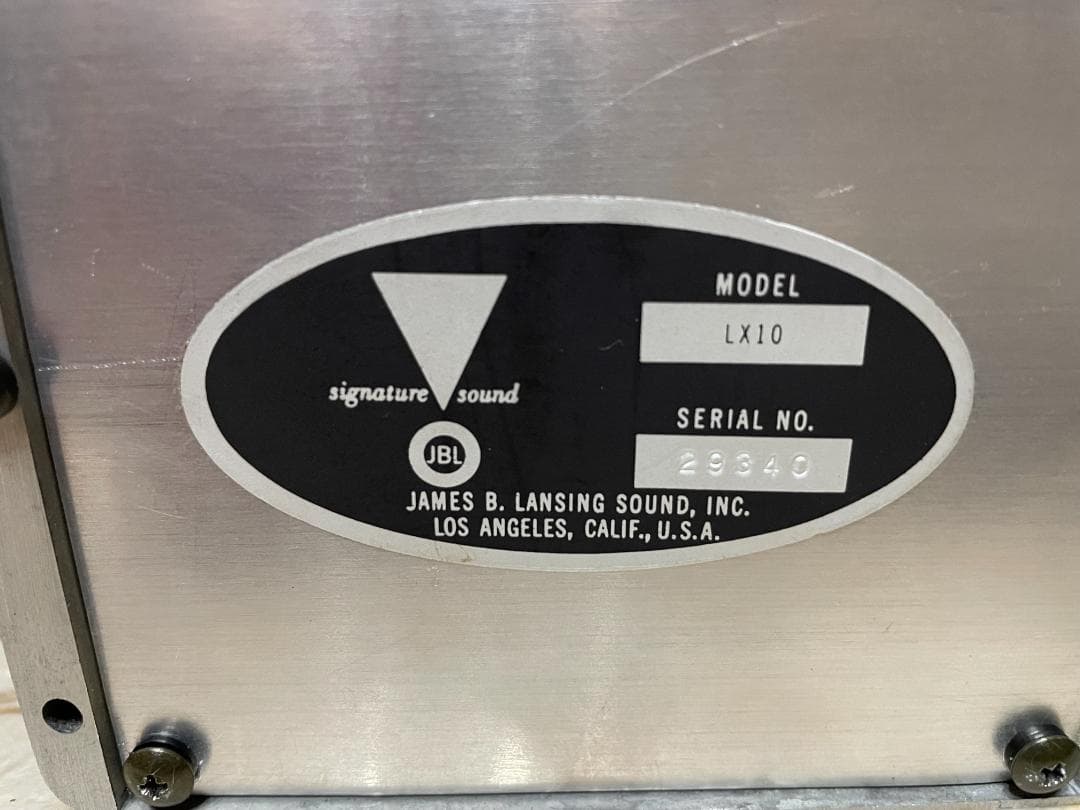 signature sound
JBL
JAMES B. LANSING SOUND, INC.
LOS ANGELES, CALIF., U.S.A.
MODEL
LX10
SERIAL NO.
29340